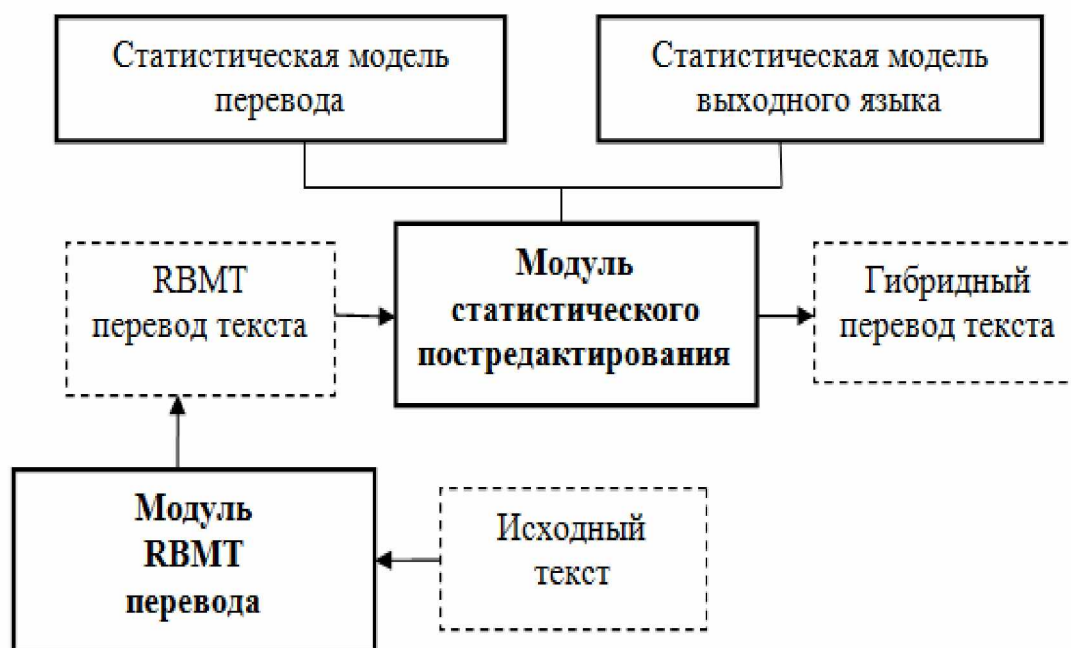 Статистическая модель
перевода
Статистическая модель
выходного языка
RBMT
перевод текста
Модуль
статистического
постредактирования
Гибридный
перевод текста
Модуль
RBMT
перевода
Исходный
текст